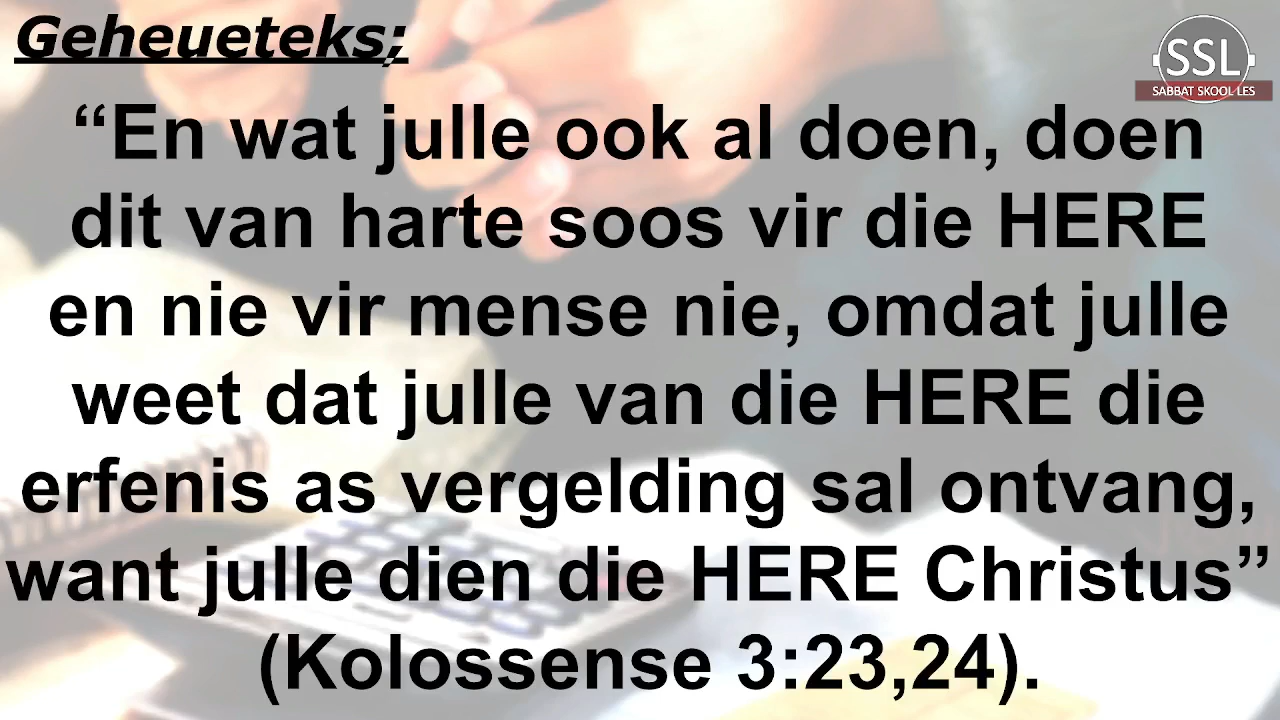 Geheueteks;
SSL
SABBAT SKOOL LES
“En wat julle ook al doen, doen
dit van harte soos vir die HERE
en nie vir mense nie, omdat julle
weet dat julle van die HERE die
erfenis as vergelding sal ontvang,
want julle dien die HERE Christus”
(Kolossense 3:23,24).